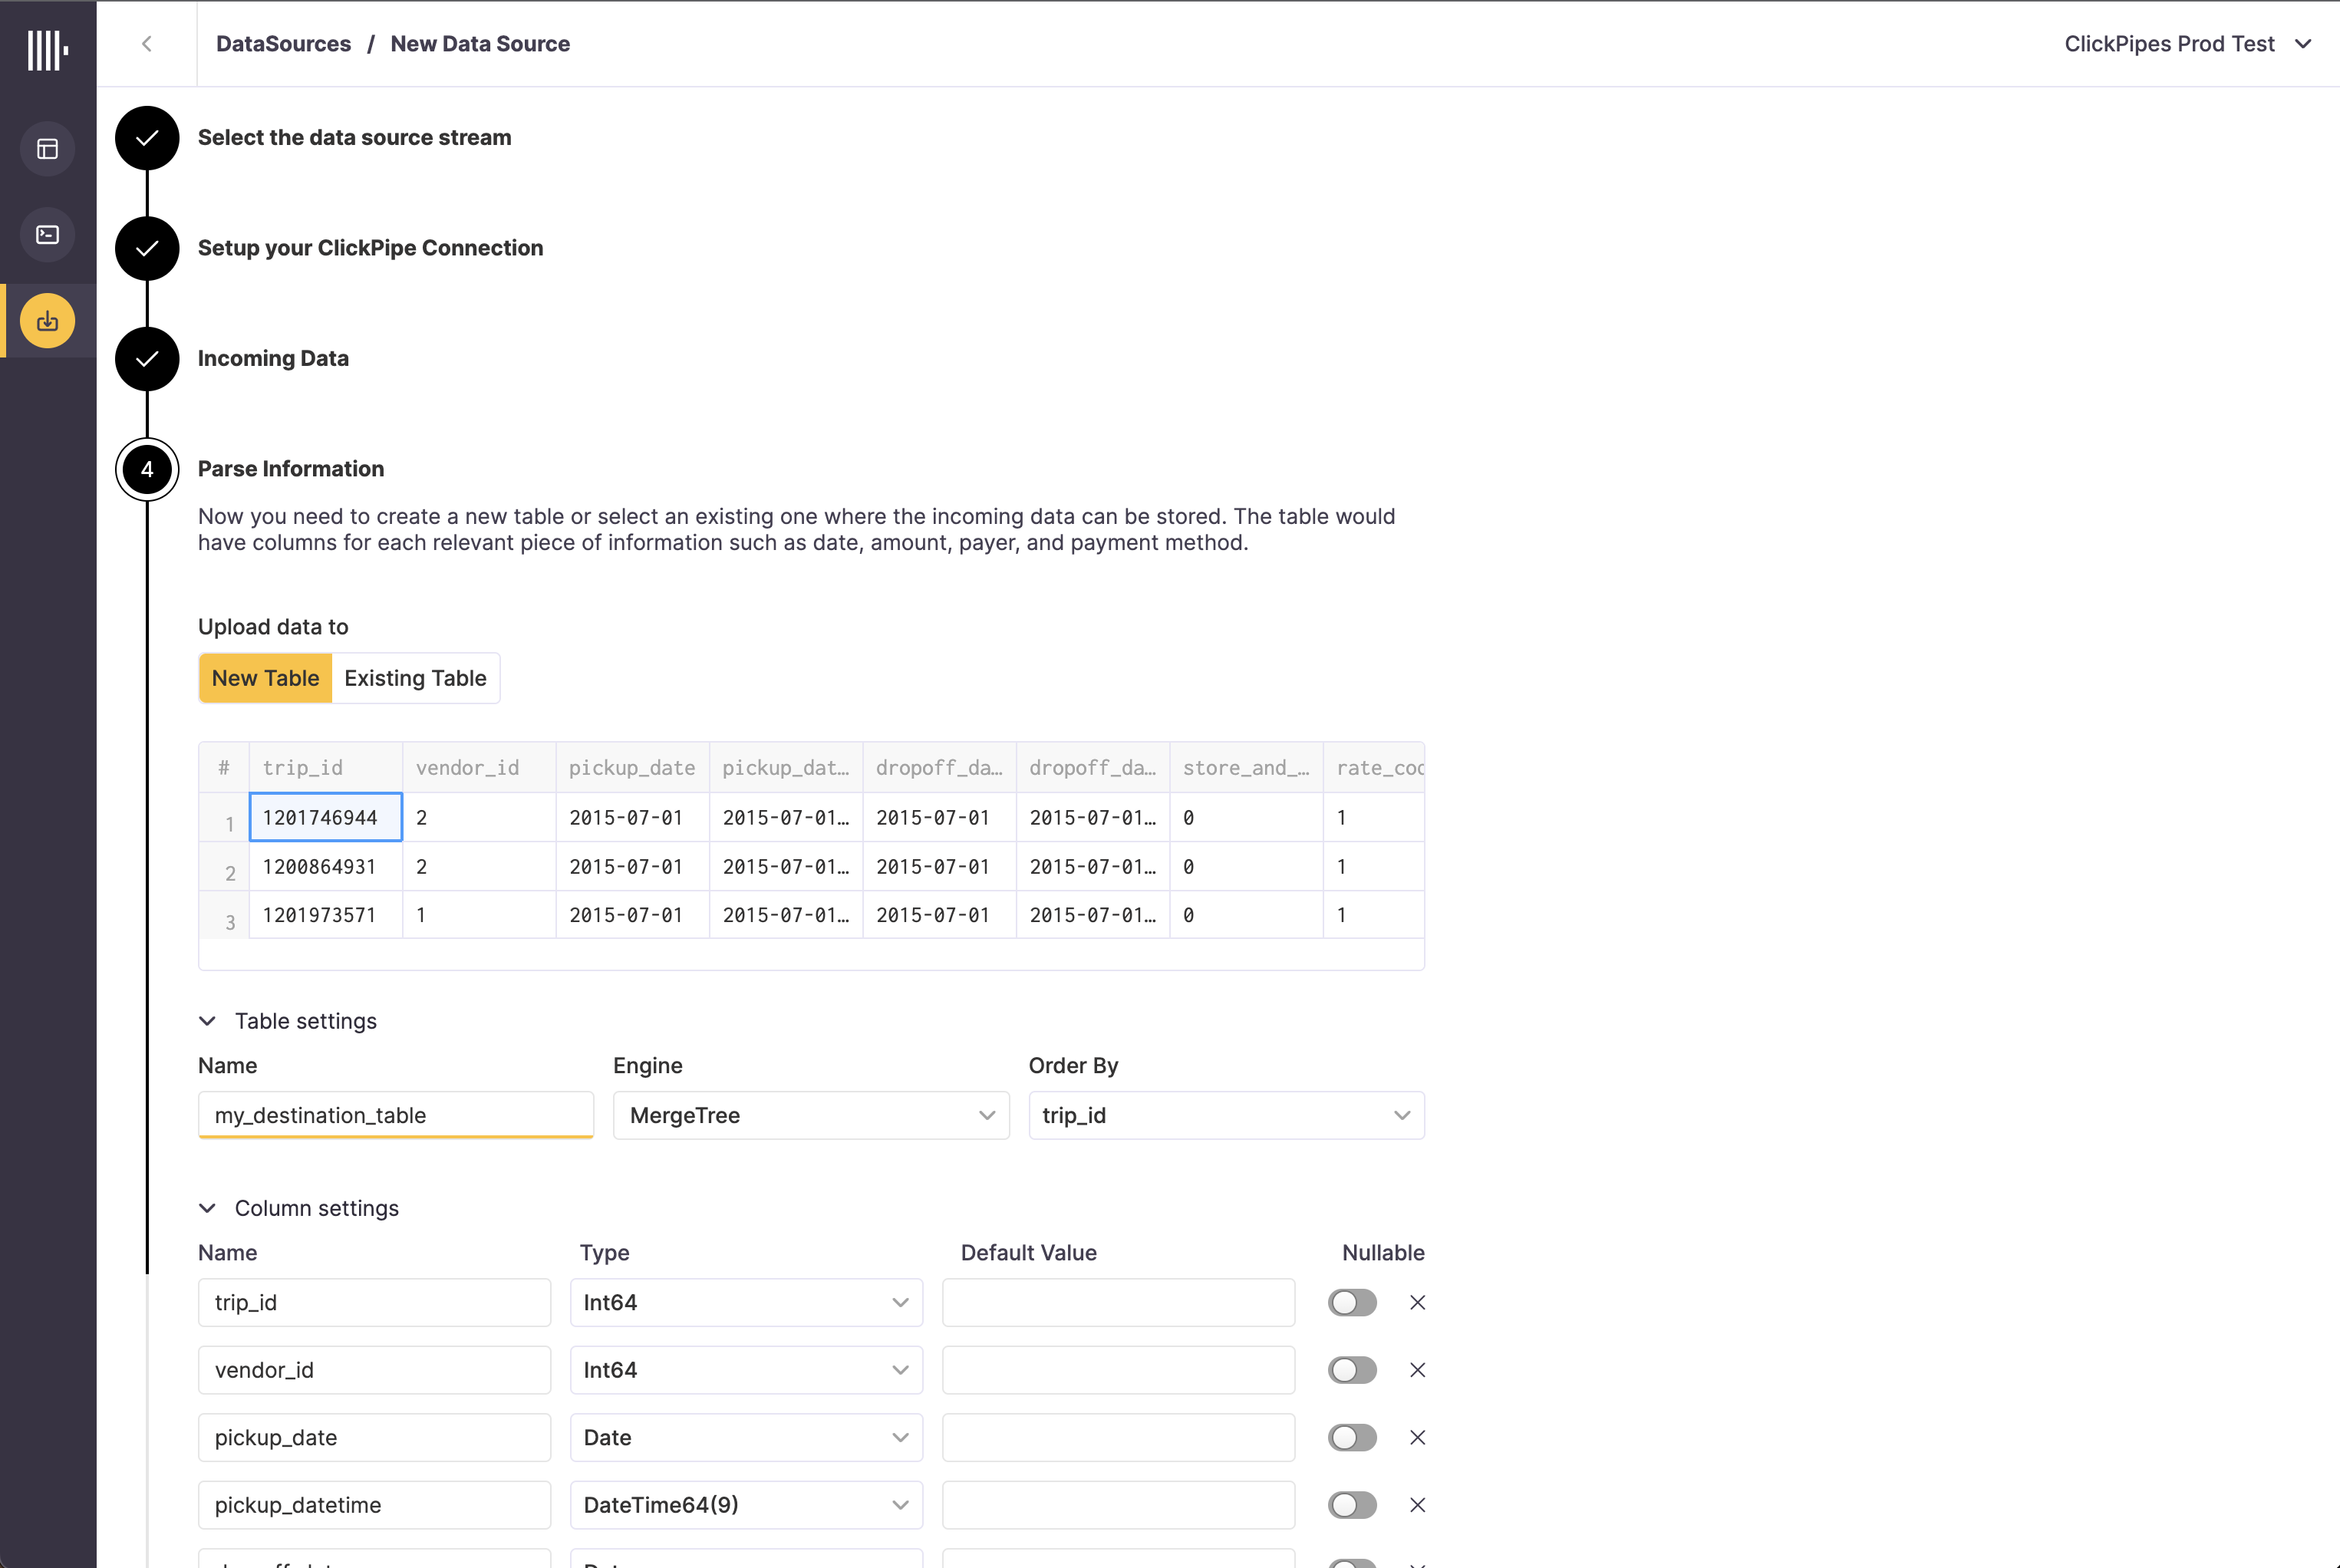 DataSources / New Data Source
ClickPipes Prod Test
Select the data source stream
Setup your ClickPipe Connection
Incoming Data
4 Parse Information
Now you need to create a new table or select an existing one where the incoming data can be stored. The table would
have columns for each relevant piece of information such as date, amount, payer, and payment method.
Upload data to
New Table Existing Table
# trip_id vendor_id pickup_date pickup_dat… dropoff_da… dropoff_da… store_and_… rate_coc
1 1201746944 2 2015-07-01 2015-07-01… 2015-07-01 2015-07-01… 0 1
2 1200864931 2 2015-07-01 2015-07-01… 2015-07-01 2015-07-01… 0 1
3 1201973571 1 2015-07-01 2015-07-01… 2015-07-01 2015-07-01… 0 1
Table settings
Name Engine Order By
my_destination_table MergeTree trip_id
Column settings
Name Type Default Value Nullable
trip_id Int64
vendor_id Int64
pickup_date Date
pickup_datetime DateTime64(9)